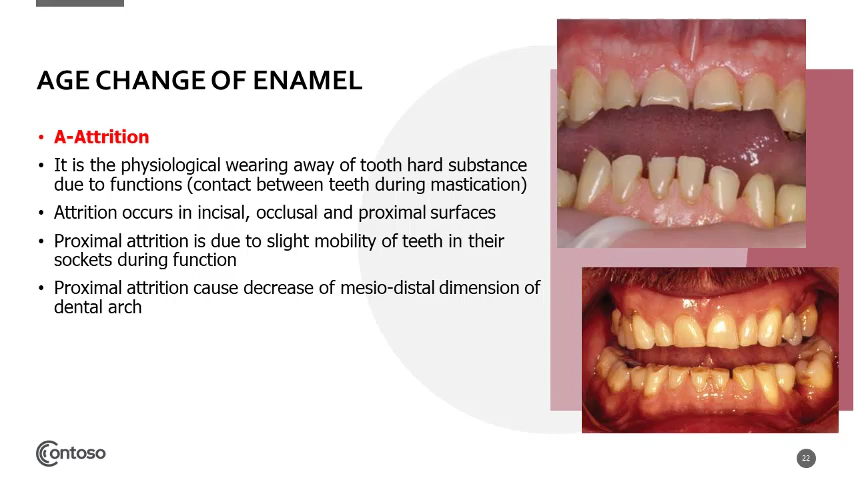 AGE CHANGE OF ENAMEL
• A-Attrition
• It is the physiological wearing away of tooth hard substance
due to functions (contact between teeth during mastication)
• Attrition occurs in incisal, occlusal and proximal surfaces
• Proximal attrition is due to slight mobility of teeth in their
sockets during function
• Proximal attrition cause decrease of mesio-distal dimension of
dental arch
Contoso
22